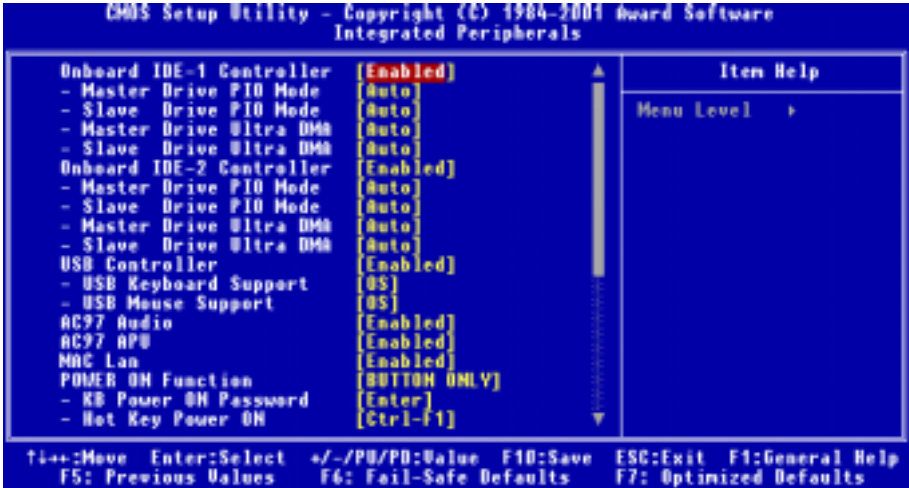 CMOS Setup Utility - Copyright (C) 1984-2001 Award Software
Integrated Peripherals
Onboard IDE-1 Controller [Enabled]
- Master Drive PIO Mode [Auto]
- Slave Drive PIO Mode [Auto]
- Master Drive Ultra DMA [Auto]
- Slave Drive Ultra DMA [Auto]
Onboard IDE-2 Controller [Enabled]
- Master Drive PIO Mode [Auto]
- Slave Drive PIO Mode [Auto]
- Master Drive Ultra DMA [Auto]
- Slave Drive Ultra DMA [Auto]
USB Controller [Enabled]
- USB Keyboard Support [OS]
- USB Mouse Support [OS]
AC97 Audio [Enabled]
AC97 APU [Enabled]
MAC Lan [Enabled]
POWER ON Function [BUTTON ONLY]
- KB Power ON Password [Enter]
- Hot Key Power ON [Ctrl-F1]
Item Help
Menu Level
↑↓→←:Move Enter:Select +/-/PU/PD:Value F10:Save ESC:Exit F1:General Help
F5: Previous Values F6: Fail-Safe Defaults F7: Optimized Defaults